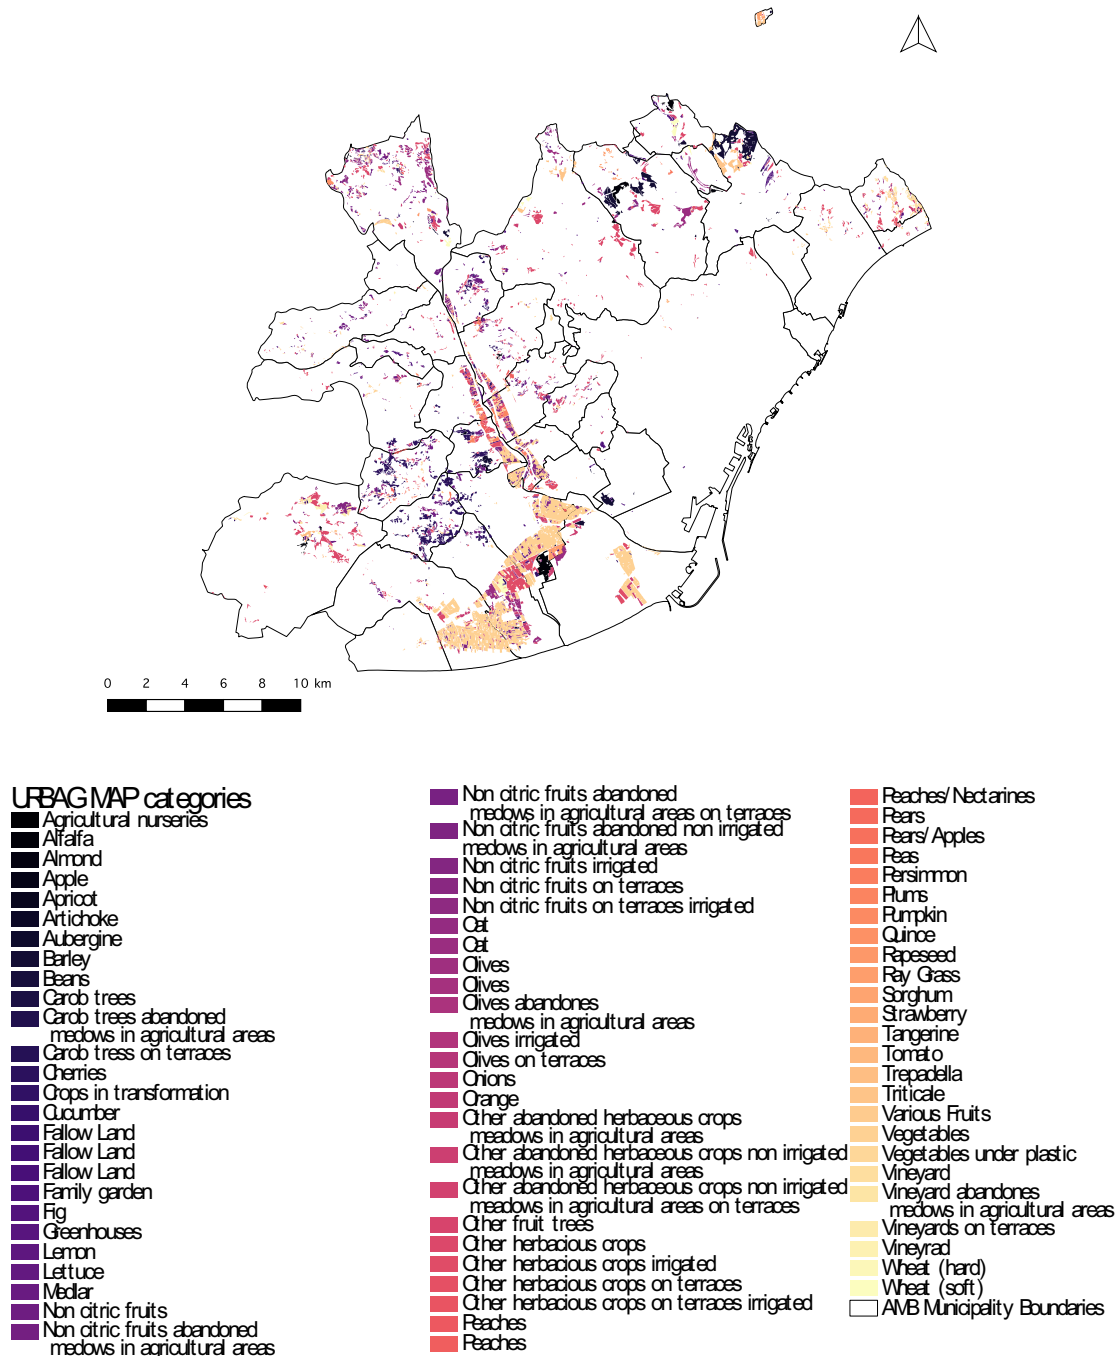 0 2 4 6 8 10 km
URBAG MAP categories
Agricultural nurseries
Alfalfa
Almond
Apple
Apricot
Artichoke
Aubergine
Barley
Beans
Carob trees
Carob trees abandoned
medows in agricultural areas
Carob tress on terraces
Cherries
Crops in transformation
Cucumber
Fallow Land
Fallow Land
Fallow Land
Family garden
Fig
Greenhouses
Lemon
Lettuce
Medlar
Non citric fruits
Non citric fruits abandoned
medows in agricultural areas
Non citric fruits abandoned
medows in agricultural areas on terraces
Non citric fruits abandoned non irrigated
medows in agricultural areas
Non citric fruits irrigated
Non citric fruits on terraces
Non citric fruits on terraces irrigated
Oat
Oat
Olives
Olives
Olives abandones
medows in agricultural areas
Olives irrigated
Olives on terraces
Onions
Orange
Other abandoned herbaceous crops
meadows in agricultural areas
Other abandoned herbaceous crops non irrigated
meadows in agricultural areas
Other abandoned herbaceous crops non irrigated
meadows in agricultural areas on terraces
Other fruit trees
Other herbacious crops
Other herbacious crops irrigated
Other herbacious crops on terraces
Other herbacious crops on terraces irrigated
Peaches
Peaches
Peaches/Nectarines
Pears
Pears/Apples
Peas
Persimmon
Plums
Pumpkin
Quince
Rapeseed
Ray Grass
Sorghum
Strawberry
Tangerine
Tomato
Trepadella
Triticale
Various Fruits
Vegetables
Vegetables under plastic
Vineyard
Vineyard abandones
medows in agricultural areas
Vineyards on terraces
Vineyrad
Wheat (hard)
Wheat (soft)
AMB Municipality Boundaries